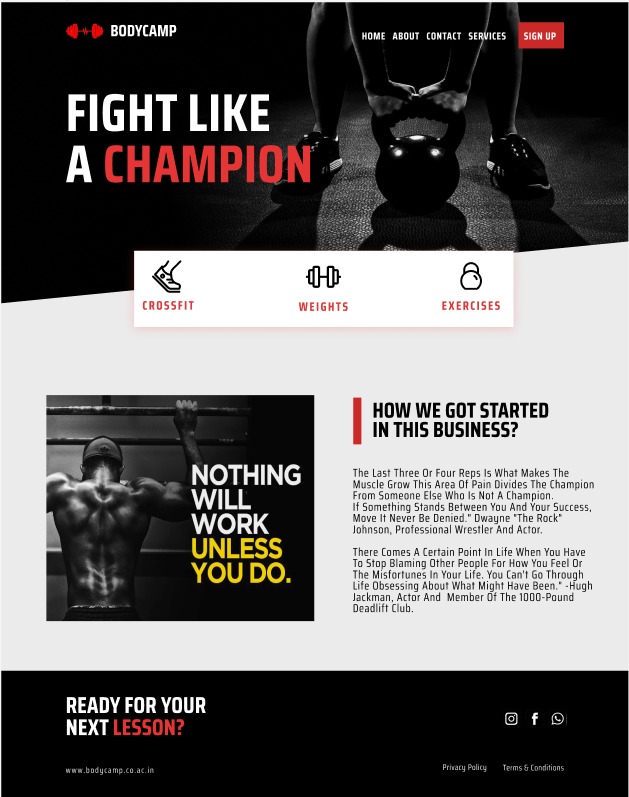 BODYCAMP
HOME ABOUT CONTACT SERVICES SIGN UP
FIGHT LIKE
A CHAMPION
CROSSFIT
WEIGHTS
EXERCISES
NOTHING
WILL
WORK
UNLESS
YOU DO.
HOW WE GOT STARTED
IN THIS BUSINESS?
The Last Three Or Four Reps Is What Makes The
Muscle Grow This Area Of Pain Divides The Champion
From Someone Else Who Is Not A Champion.
If Something Stands Between You And Your Success,
Move It Never Be Denied." Dwayne "The Rock"
Johnson, Professional Wrestler And Actor.
There Comes A Certain Point In Life When You Have
To Stop Blaming Other People For How You Feel Or
The Misfortunes In Your Life. You Can't Go Through
Life Obsessing About What Might Have Been." -Hugh
Jackman, Actor And Member Of The 1000-Pound
Deadlift Club.
READY FOR YOUR
NEXT LESSON?
www.bodycamp.co.ac.in
Privacy Policy
Terms & Conditions